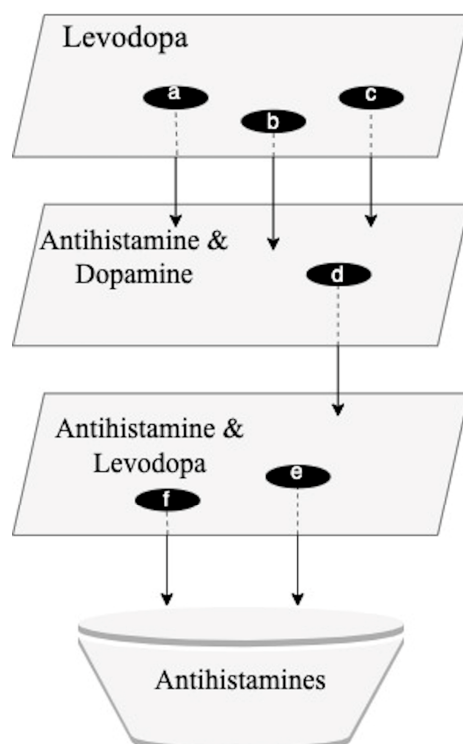 Levodopa
a
c
b
Antihistamine &
Dopamine
d
Antihistamine &
Levodopa
e
f
Antihistamines